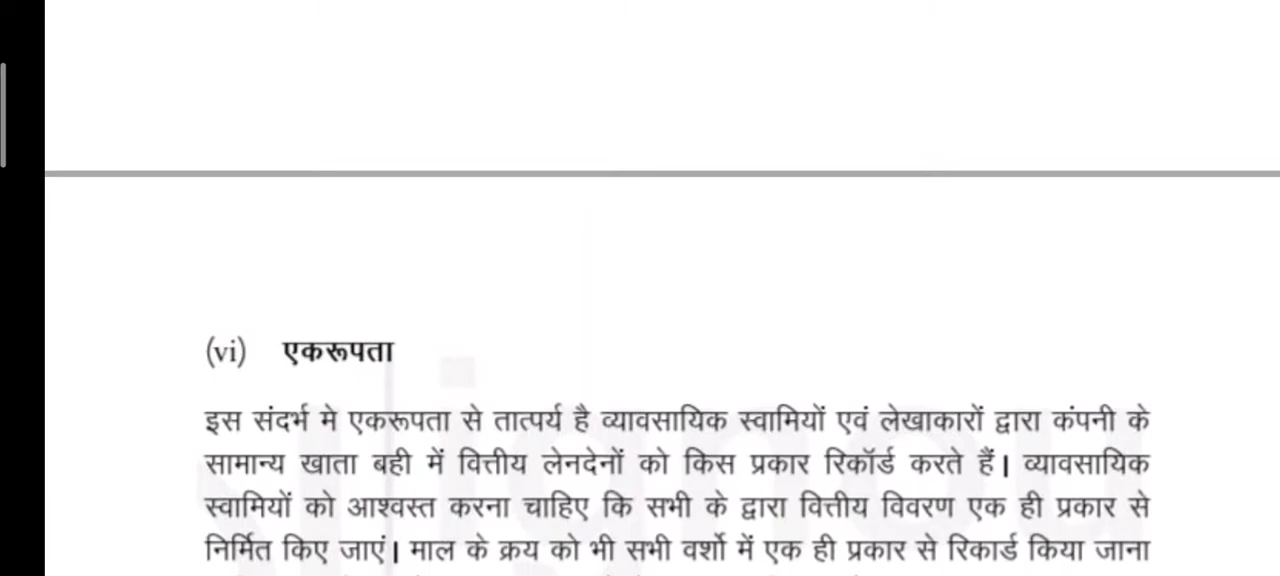 (vi) एकरूपता
इस संदर्भ मे एकरूपता से तात्पर्य है व्यावसायिक स्वामियों एवं लेखाकारों द्वारा कंपनी के
सामान्य खाता बही में वित्तीय लेनदेनों को किस प्रकार रिकॉर्ड करते हैं। व्यावसायिक
स्वामियों को आश्वस्त करना चाहिए कि सभी के द्वारा वित्तीय विवरण एक ही प्रकार से
निर्मित किए जाएं। माल के क्रय को भी सभी वर्शो में एक ही प्रकार से रिकार्ड किया जाना